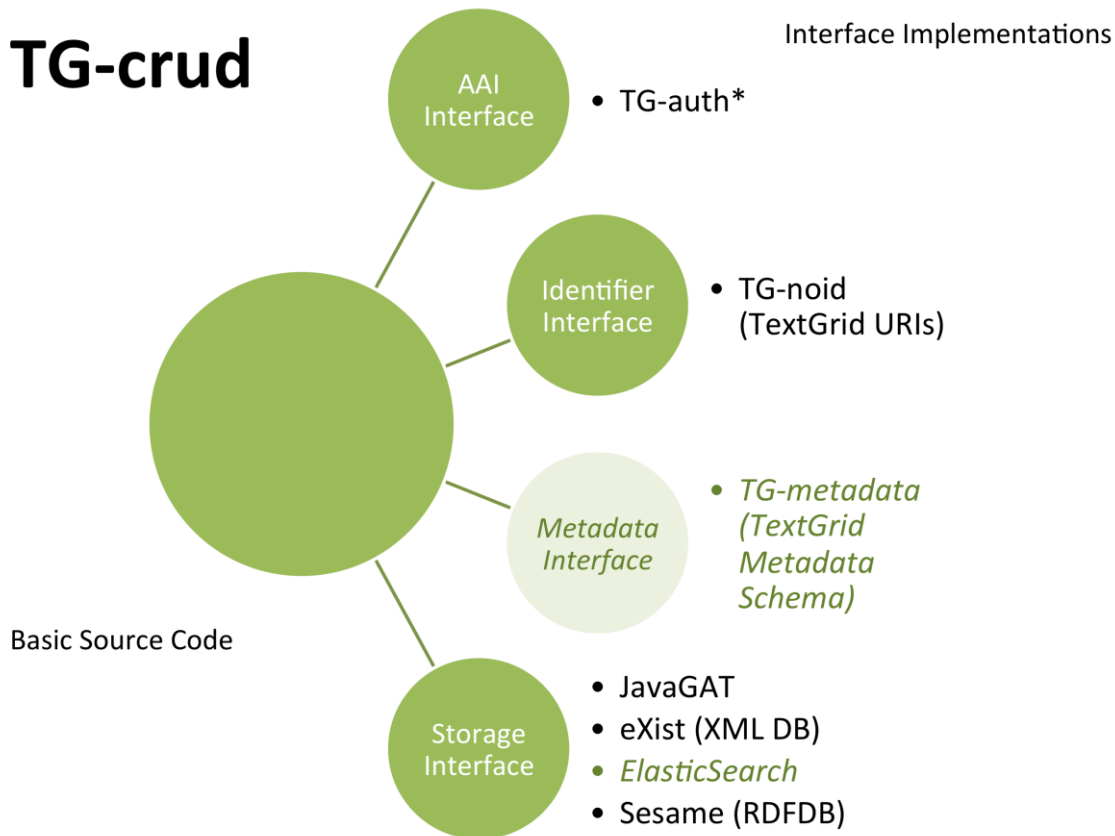 TG-crud
Interface Implementations
AAI
Interface
• TG-auth*
Identifier
Interface
• TG-noid
(TextGrid URIs)
Metadata
Interface
• TG-metadata
(TextGrid
Metadata
Schema)
Basic Source Code
Storage
Interface
• JavaGAT
• eXist (XML DB)
• ElasticSearch
• Sesame (RDFDB)